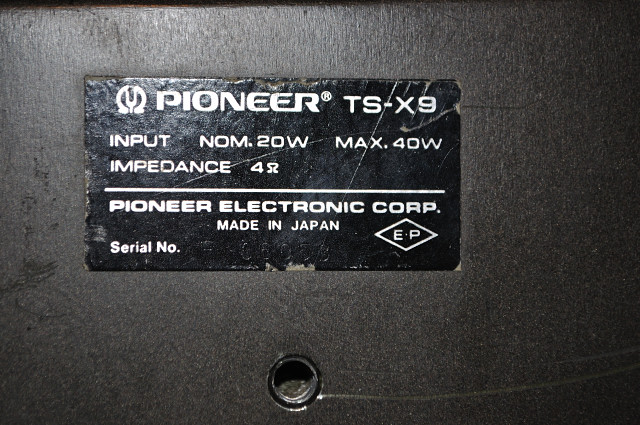 PIONEER® TS-X9
INPUT NOM. 20W MAX. 40W
IMPEDANCE 4Ω
PIONEER ELECTRONIC CORP.
MADE IN JAPAN
E·P
Serial No.